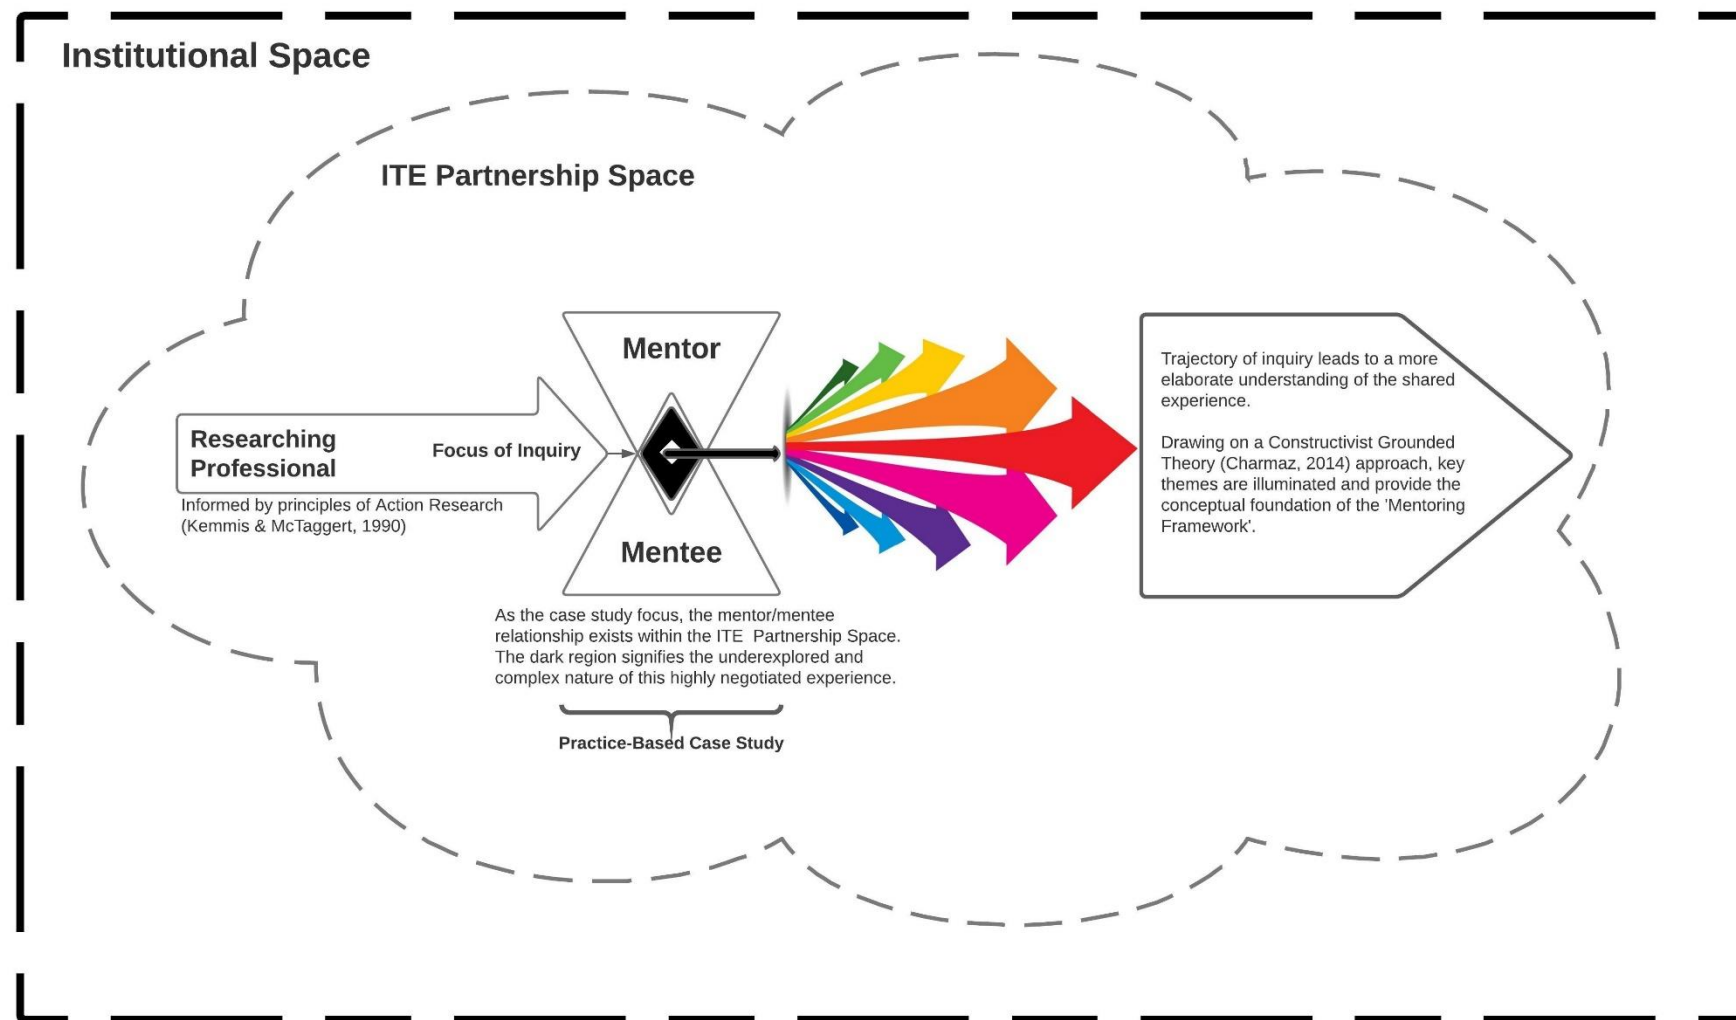 Institutional Space
ITE Partnership Space
Mentor
Researching
Professional
Focus of Inquiry
Informed by principles of Action Research
(Kemmis & McTaggert, 1990)
Mentee
As the case study focus, the mentor/mentee
relationship exists within the ITE  Partnership Space.
The dark region signifies the underexplored and
complex nature of this highly negotiated experience.
Practice-Based Case Study
Trajectory of inquiry leads to a more
elaborate understanding of the shared
experience.
Drawing on a Constructivist Grounded
Theory (Charmaz, 2014) approach, key
themes are illuminated and provide the
conceptual foundation of the 'Mentoring
Framework'.